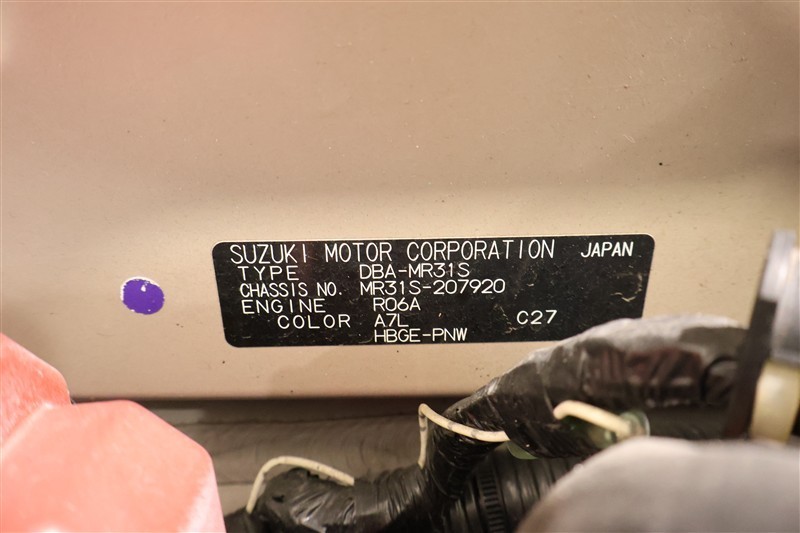 SUZUKI MOTOR CORPORATION JAPAN
TYPE DBA-MR31S
CHASSIS NO. MR31S-207920
ENGINE R06A
COLOR A7L C27
HBGE-PNW